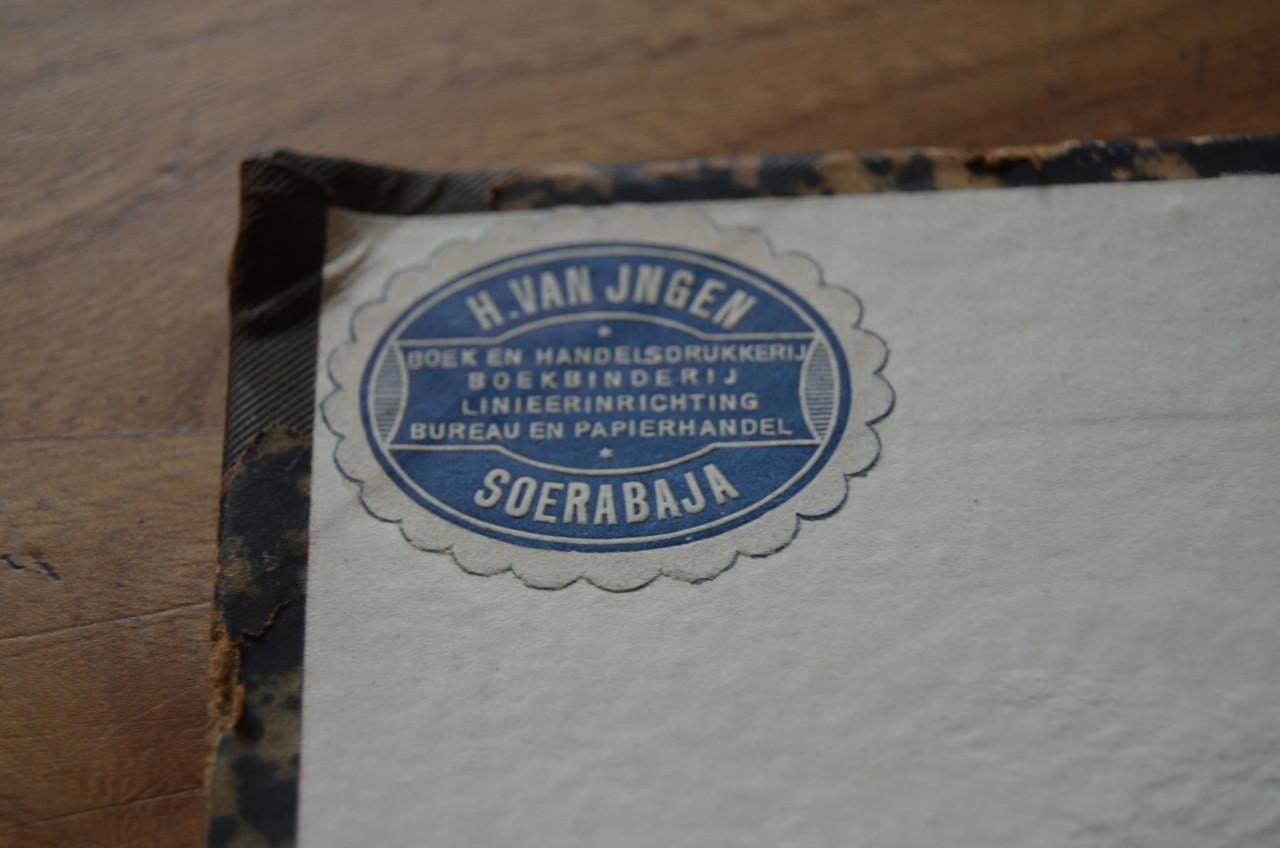 H. VAN JNGEN
BOEK EN HANDELSDRUKKERIJ
BOEKBINDERIJ
LINIEERINRICHTING
BUREAU EN PAPIERHANDEL
SOERABAJA